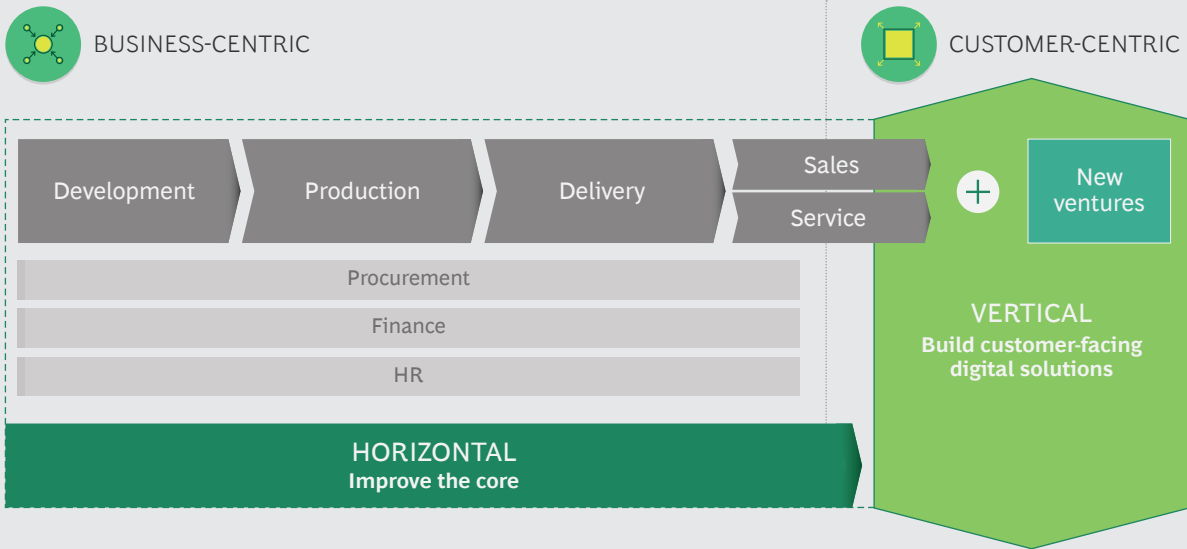 BUSINESS-CENTRIC
CUSTOMER-CENTRIC
Development
Production
Delivery
Sales
Service
New
ventures
Procurement
Finance
HR
VERTICAL
Build customer-facing
digital solutions
HORIZONTAL
Improve the core